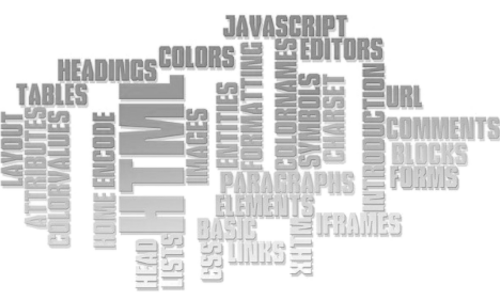 JAVASCRIPT
EDITORS
COLORS
HEADINGS
TABLES
LAYOUT
ATTRIBUTES
COLORVALUES
HOME
ENCODE
HTML
IMAGES
ENTITIES
FORMATTING
COLORNAMES
SYMBOLS
CHARSET
INTRODUCTION
URL
COMMENTS
BLOCKS
FORMS
PARAGRAPHS
ELEMENTS
IFRAMES
BASIC
LINKS
XHTML
CSS
HEAD
LISTS